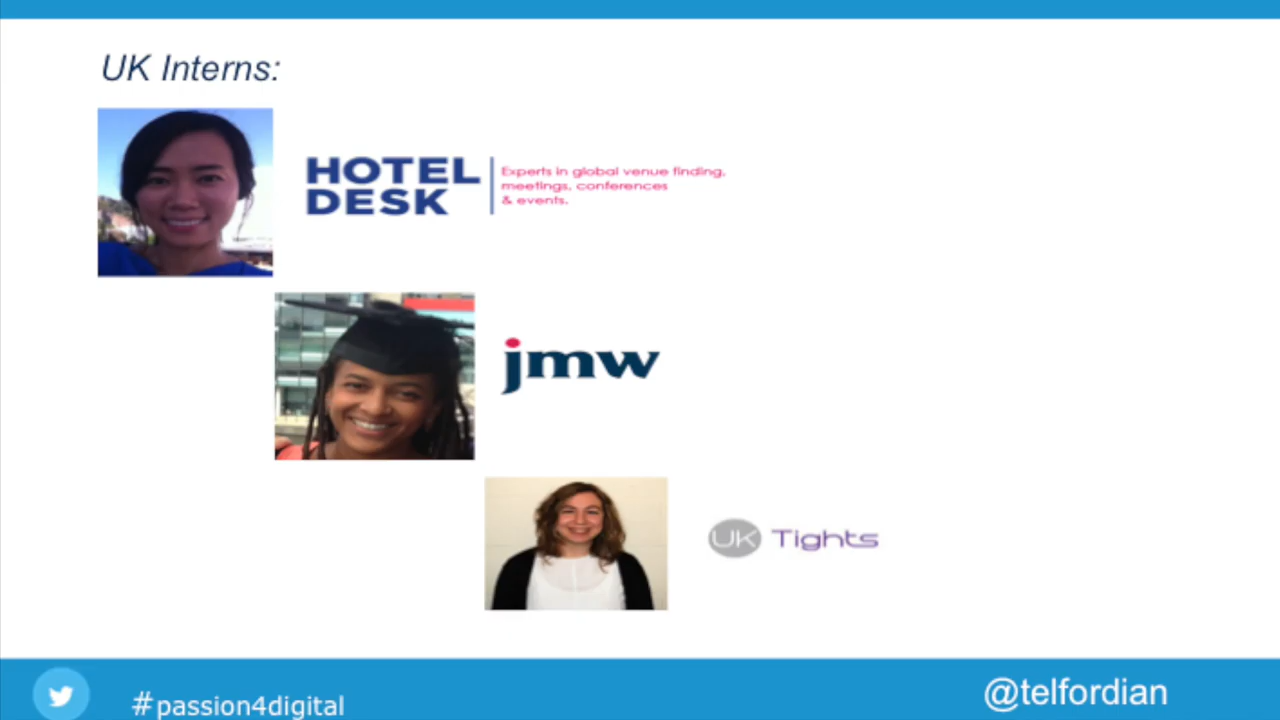 UK Interns:
HOTEL
DESK
Experts in global venue finding,
meetings, conferences
& events.
jmw
UK Tights
#passion4digital
@telfordian